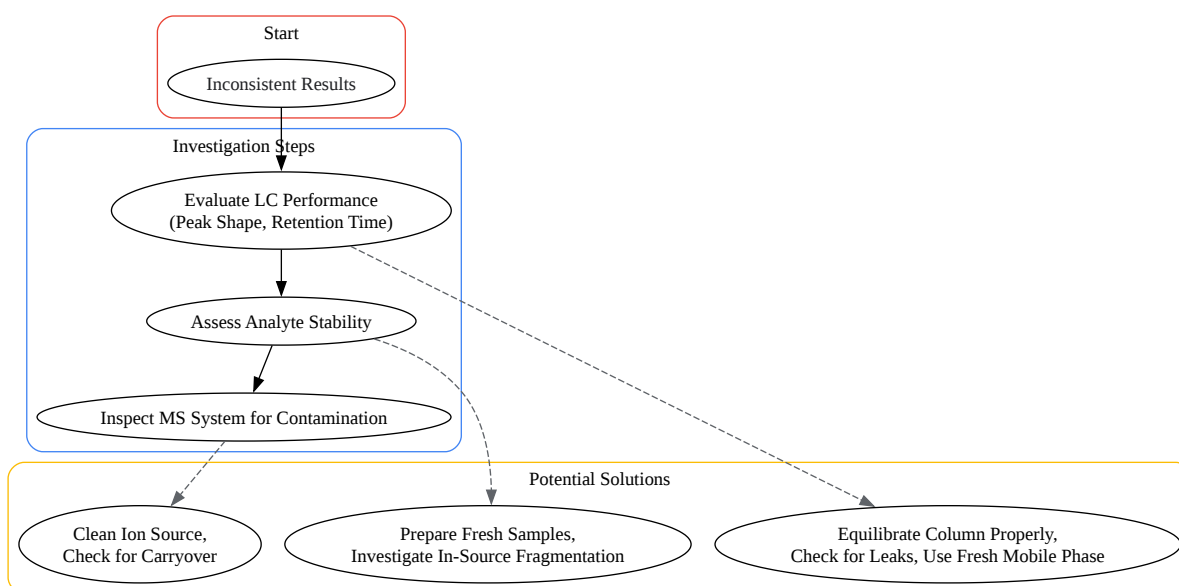 Start
Inconsistent Results
Investigation Steps
Evaluate LC Performance
(Peak Shape, Retention Time)
Assess Analyte Stability
Inspect MS System for Contamination
Potential Solutions
Clean Ion Source,
Check for Carryover
Prepare Fresh Samples,
Investigate In-Source Fragmentation
Equilibrate Column Properly,
Check for Leaks, Use Fresh Mobile Phase